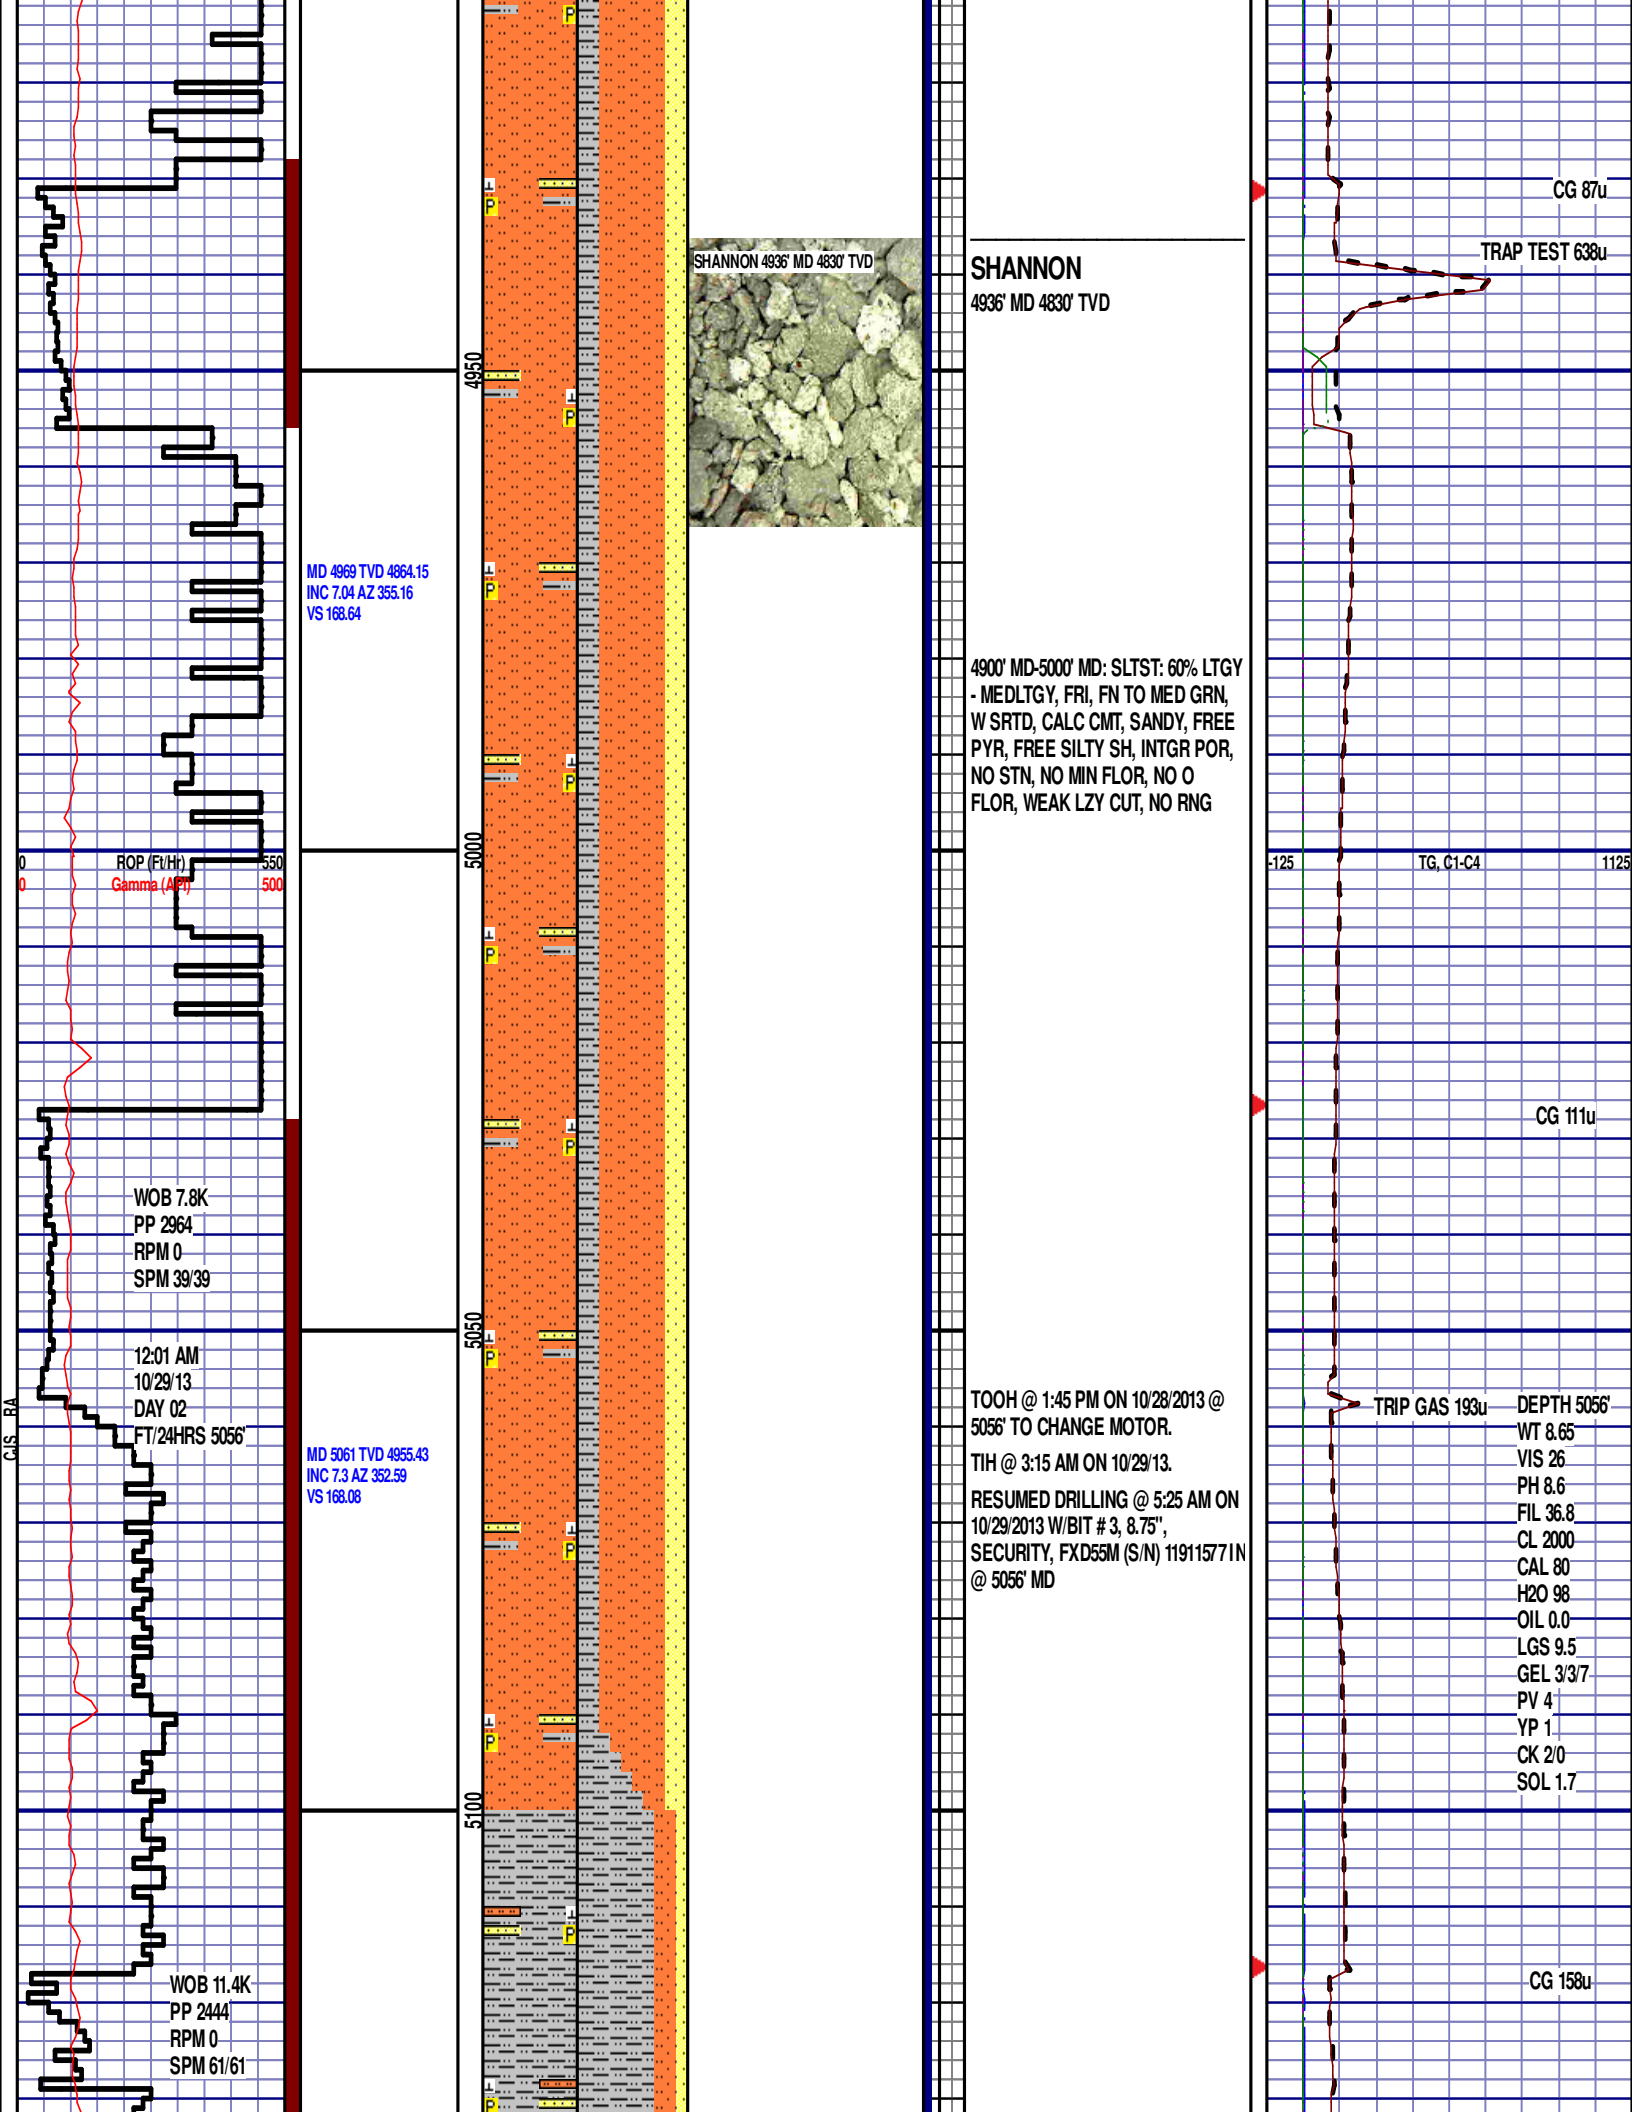 CG 87u
SHANNON 4936' MD 4830' TVD
SHANNON
4936' MD 4830' TVD
TRAP TEST 638u
4950
MD 4969 TVD 4864.15
INC 7.04 AZ 355.16
VS 168.64
4900' MD-5000' MD: SLTST: 60% LTGY
- MEDLTGY, FRI, FN TO MED GRN,
W SRTD, CALC CMT, SANDY, FREE
PYR, FREE SILTY SH, INTGR POR,
NO STN, NO MIN FLOR, NO O
FLOR, WEAK LZY CUT, NO RNG
5000
0 ROP (Ft/Hr) 550
0 Gamma (API) 500
-125 TG, C1-C4 1125
CG 111u
WOB 7.8K
PP 2964
RPM 0
SPM 39/39
5050
12:01 AM
10/29/13
DAY 02
FT/24HRS 5056'
CJS RA
MD 5061 TVD 4955.43
INC 7.3 AZ 352.59
VS 168.08
TOOH @ 1:45 PM ON 10/28/2013 @
5056' TO CHANGE MOTOR.
TIH @ 3:15 AM ON 10/29/13.
RESUMED DRILLING @ 5:25 AM ON
10/29/2013 W/BIT # 3, 8.75",
SECURITY, FXD55M (S/N) 11911577 IN
@ 5056' MD
TRIP GAS 193u
DEPTH 5056'
WT 8.65
VIS 26
PH 8.6
FIL 36.8
CL 2000
CAL 80
H2O 98
OIL 0.0
LGS 9.5
GEL 3/3/7
PV 4
YP 1
CK 2/0
SOL 1.7
5100
WOB 11.4K
PP 2444
RPM 0
SPM 61/61
CG 158u
P
P
P
P
P
P
P
P
P
P
P
P